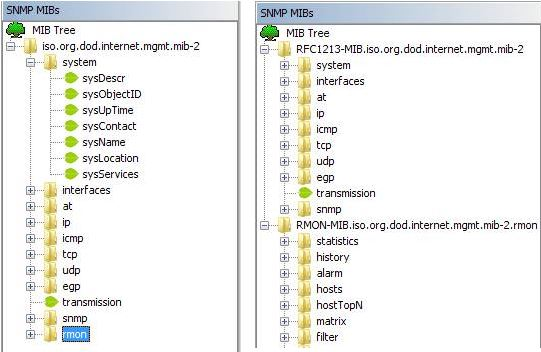 SNMP MIBs
MIB Tree
iso.org.dod.internet.mgmt.mib-2
system
sysDescr
sysObjectID
sysUpTime
sysContact
sysName
sysLocation
sysServices
interfaces
at
ip
icmp
tcp
udp
egp
transmission
snmp
rmon
SNMP MIBs
MIB Tree
RFC1213-MIB.iso.org.dod.internet.mgmt.mib-2
system
interfaces
at
ip
icmp
tcp
udp
egp
transmission
snmp
RMON-MIB.iso.org.dod.internet.mgmt.mib-2.rmon
statistics
history
alarm
hosts
hostTopN
matrix
filter